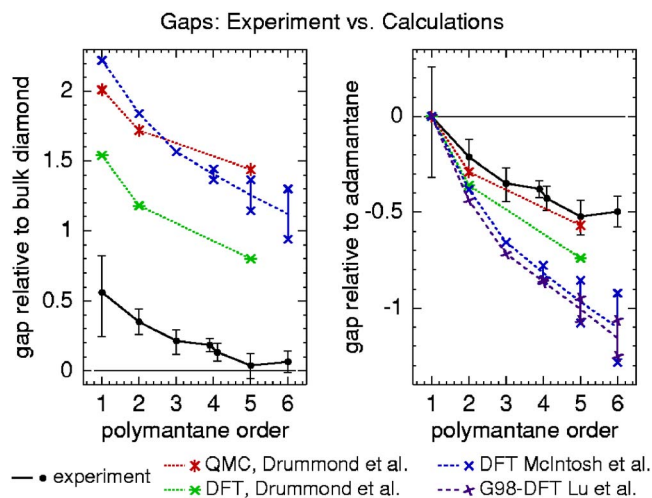 Gaps: Experiment vs. Calculations
gap relative to bulk diamond
2
1.5
1
0.5
0
1 2 3 4 5 6
polymantane order
gap relative to adamantane
0
-0.5
-1
1 2 3 4 5 6
polymantane order
experiment
QMC, Drummond et al.
DFT, Drummond et al.
DFT McIntosh et al.
G98-DFT Lu et al.